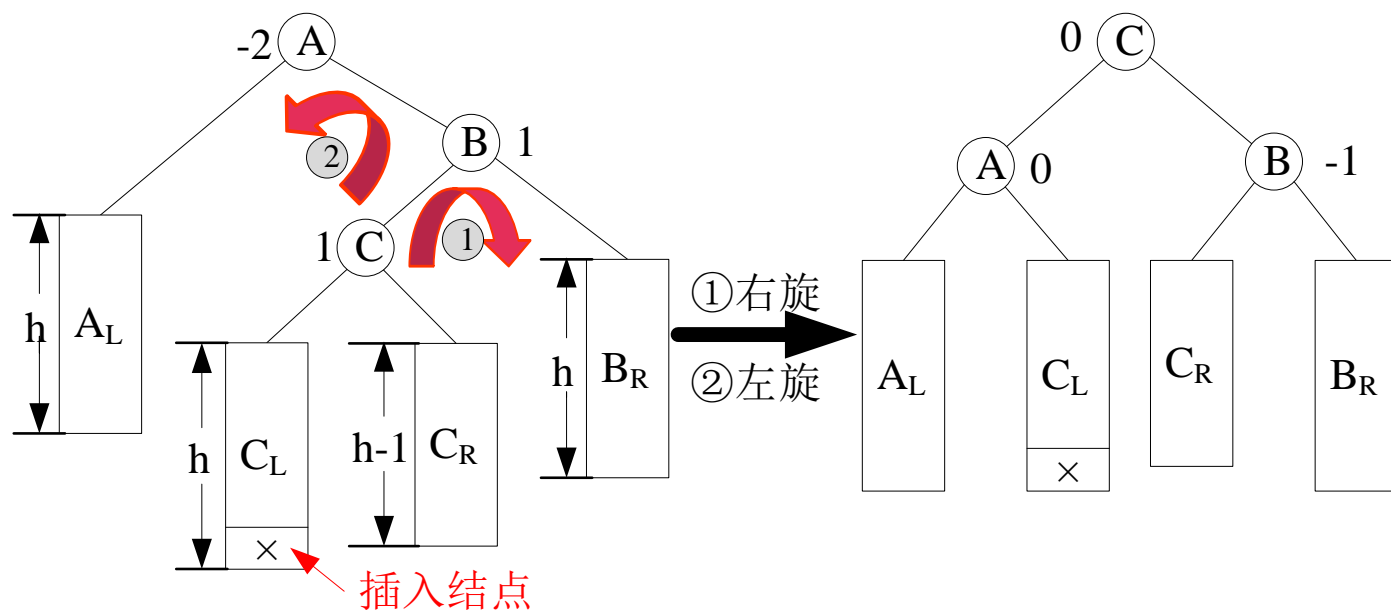 -2 A
0 C
② B 1
A 0
B -1
1 C ①
h A_L
①右旋
h B_R
②左旋
h C_L
h-1 C_R
A_L
C_L
C_R
B_R
×
×
插入结点